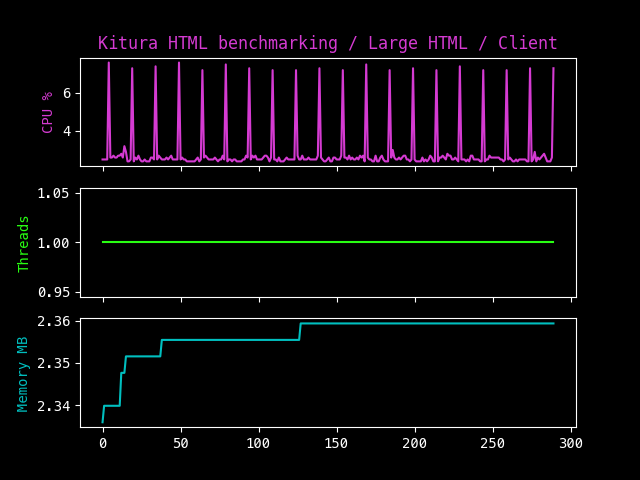 Kitura HTML benchmarking / Large HTML / Client
CPU %
6
4
Threads
1.05
1.00
0.95
Memory MB
2.36
2.35
2.34
0 50 100 150 200 250 300